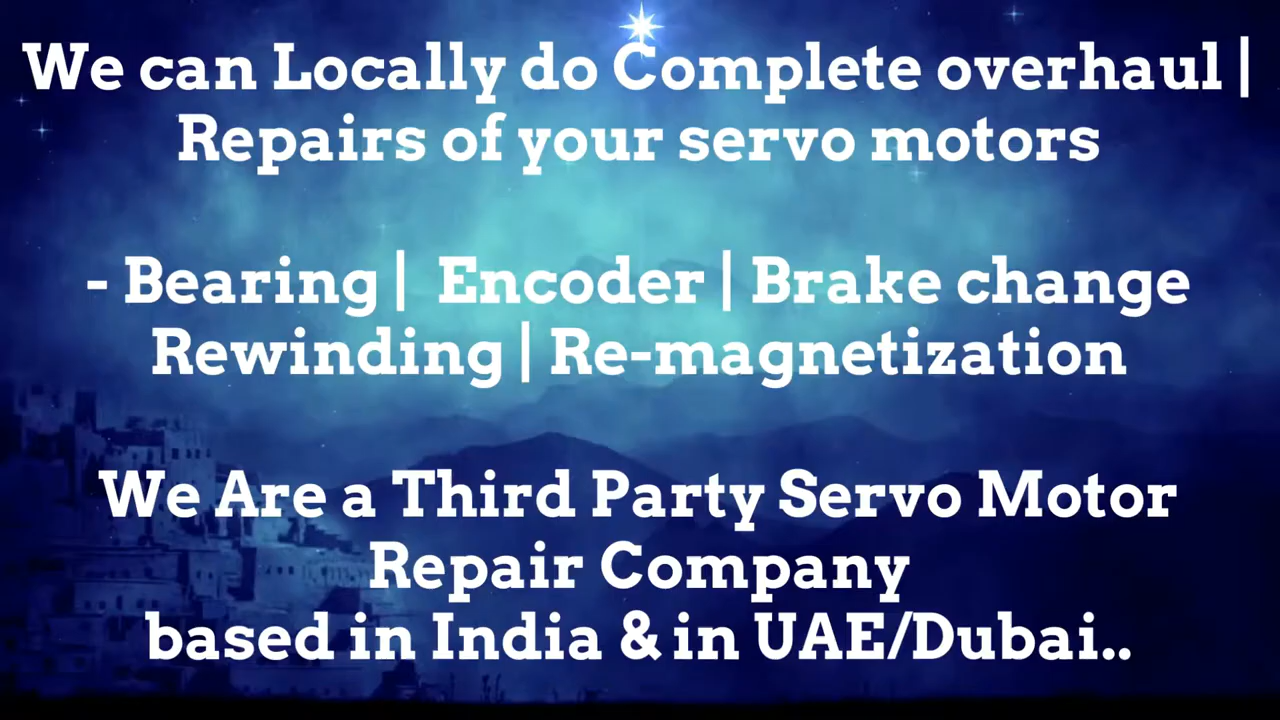 We can Locally do Complete overhaul |
Repairs of your servo motors
- Bearing | Encoder | Brake change
Rewinding | Re-magnetization
We Are a Third Party Servo Motor
Repair Company
based in India & in UAE/Dubai..